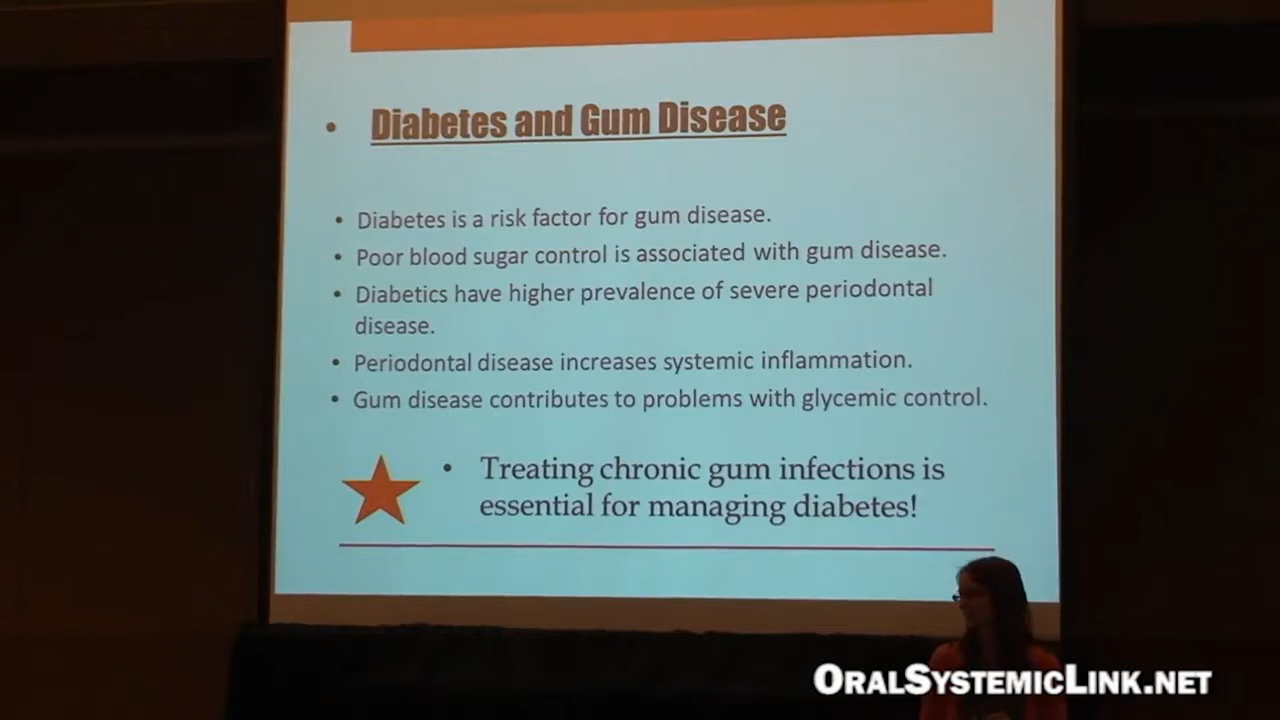 • Diabetes and Gum Disease
• Diabetes is a risk factor for gum disease.
• Poor blood sugar control is associated with gum disease.
• Diabetics have higher prevalence of severe periodontal
disease.
• Periodontal disease increases systemic inflammation.
• Gum disease contributes to problems with glycemic control.
• Treating chronic gum infections is
essential for managing diabetes!
ORALSYSTEMICLINK.NET